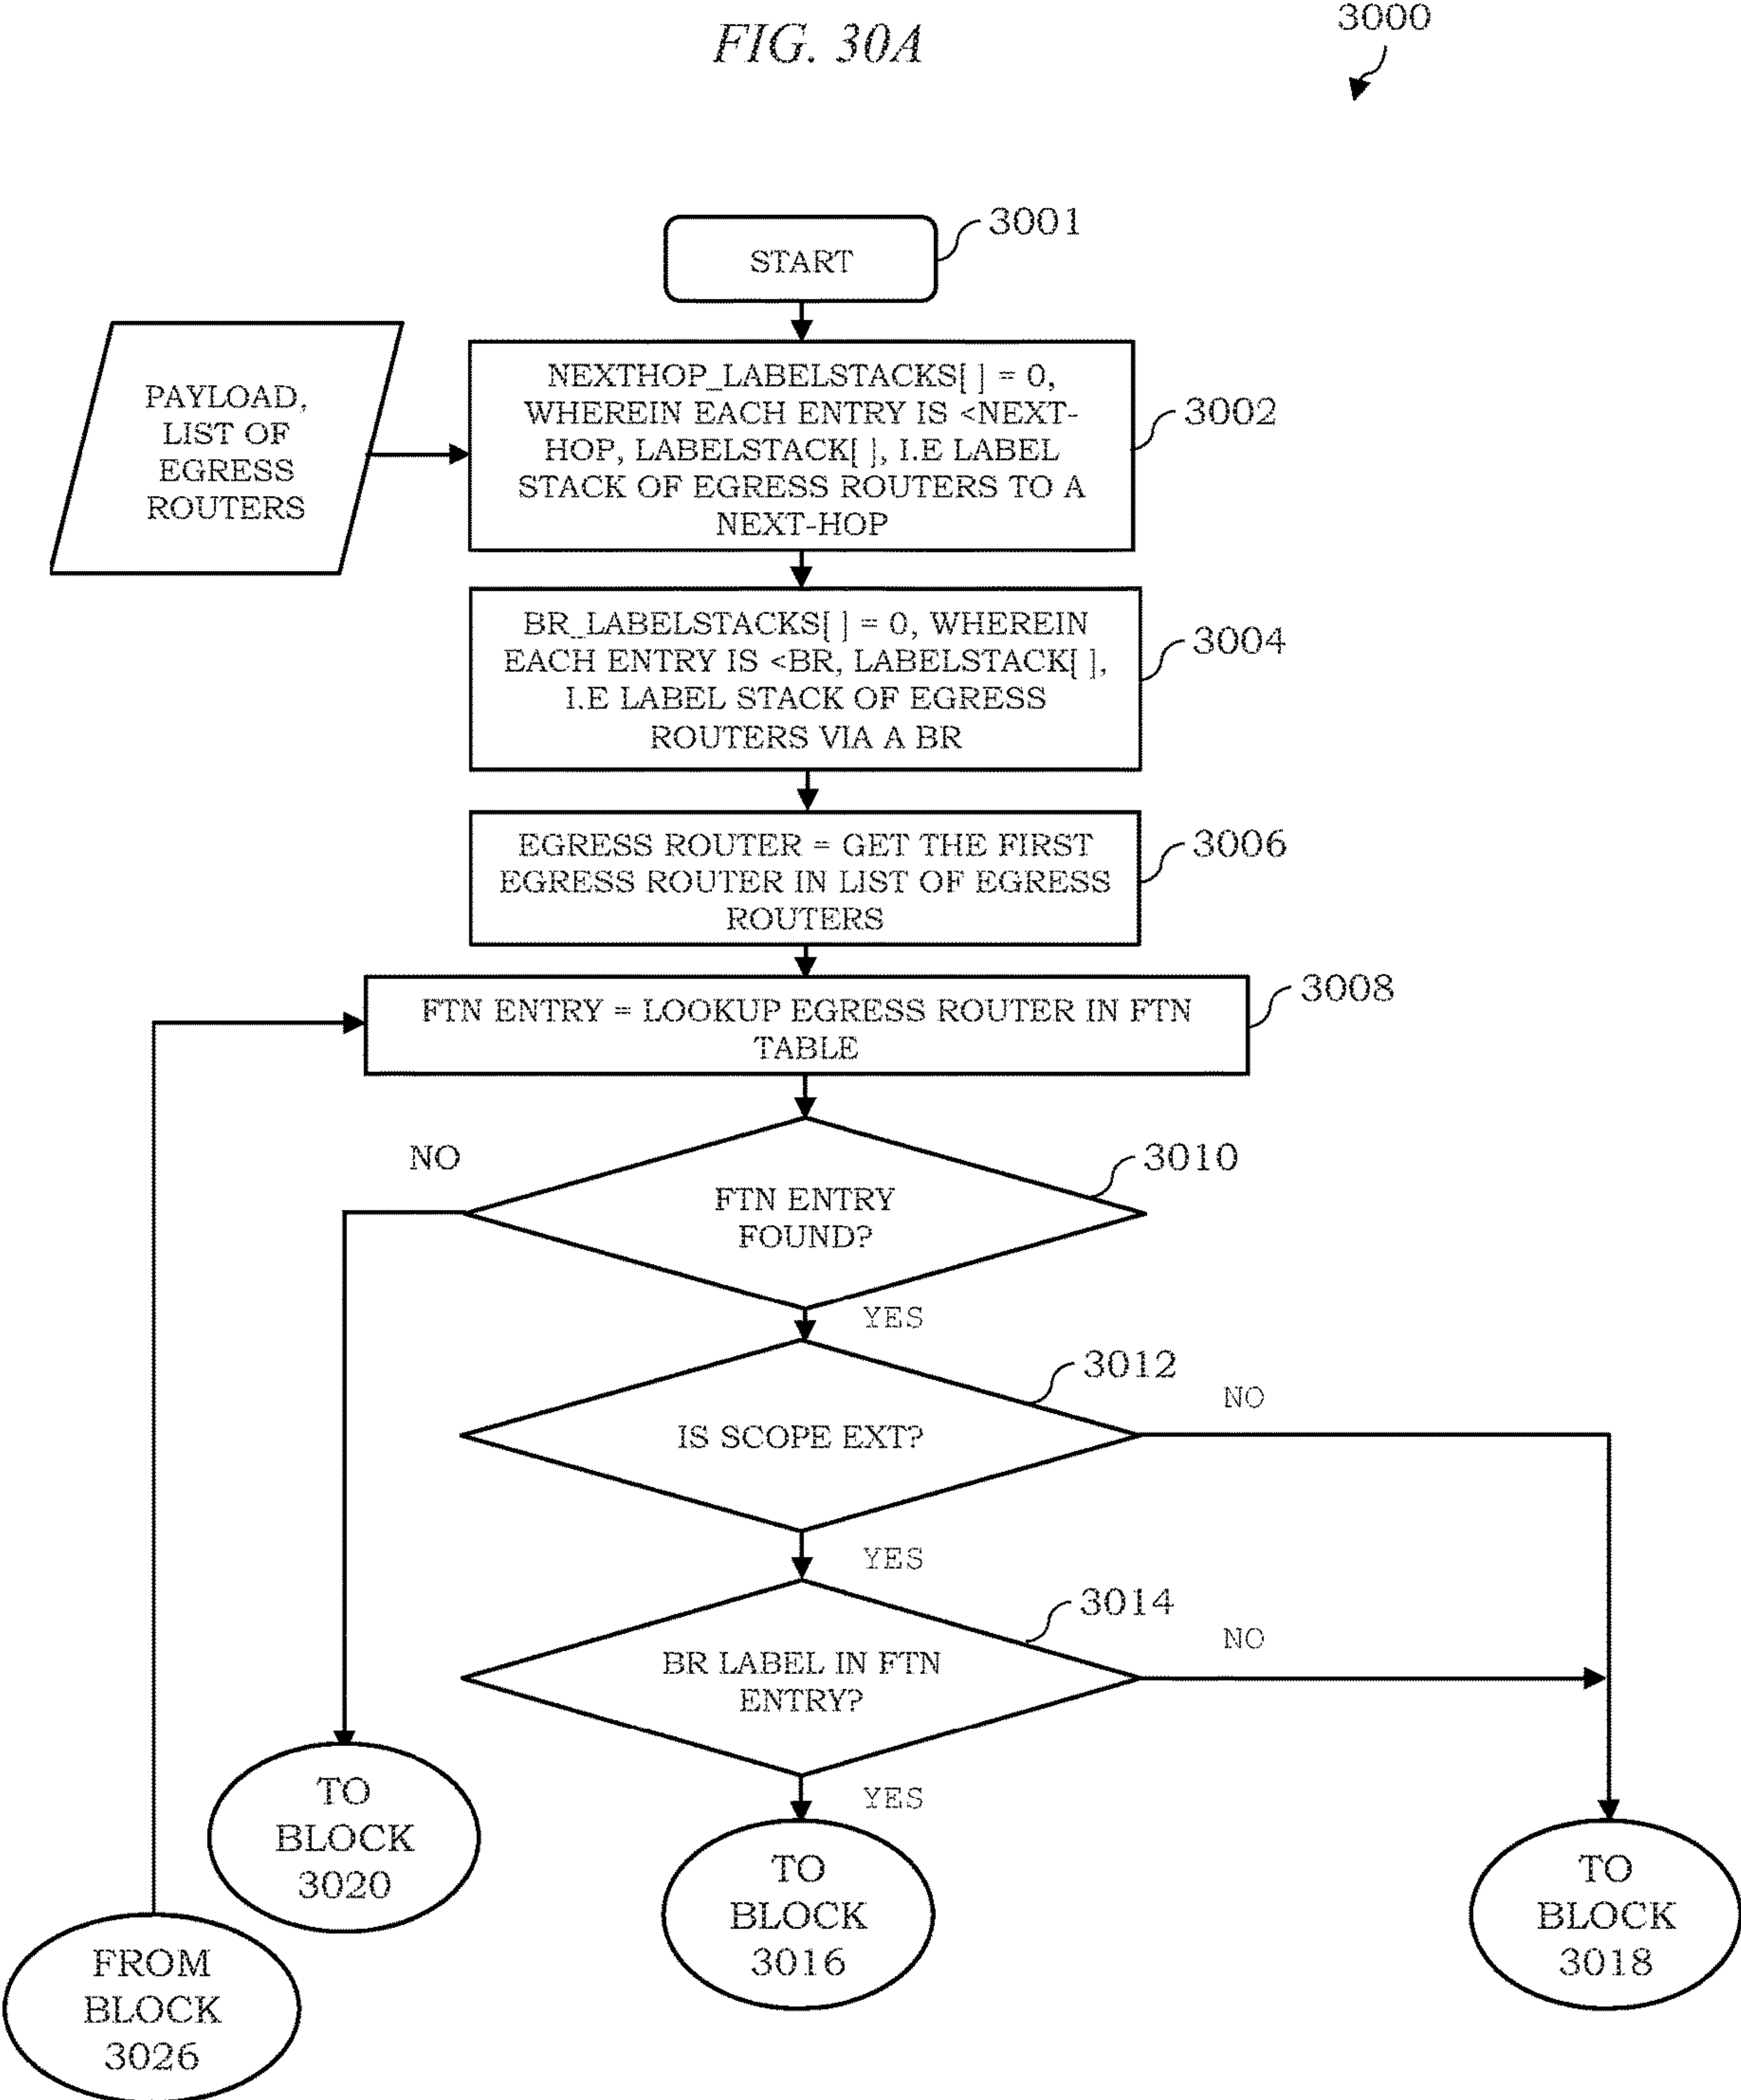 FIG. 30A
3000
START
3001
PAYLOAD,
LIST OF
EGRESS
ROUTERS
NEXTHOP_LABELSTACKS[ ] = 0,
WHEREIN EACH ENTRY IS <NEXT-
HOP, LABELSTACK[ ], I.E LABEL
STACK OF EGRESS ROUTERS TO A
NEXT-HOP
3002
BR_LABELSTACKS[ ] = 0, WHEREIN
EACH ENTRY IS <BR, LABELSTACK[ ],
I.E LABEL STACK OF EGRESS
ROUTERS VIA A BR
3004
EGRESS ROUTER = GET THE FIRST
EGRESS ROUTER IN LIST OF EGRESS
ROUTERS
3006
FTN ENTRY = LOOKUP EGRESS ROUTER IN FTN
TABLE
3008
NO
FTN ENTRY
FOUND?
3010
YES
IS SCOPE EXT?
3012
NO
YES
BR LABEL IN FTN
ENTRY?
3014
NO
YES
TO
BLOCK
3020
TO
BLOCK
3016
TO
BLOCK
3018
FROM
BLOCK
3026